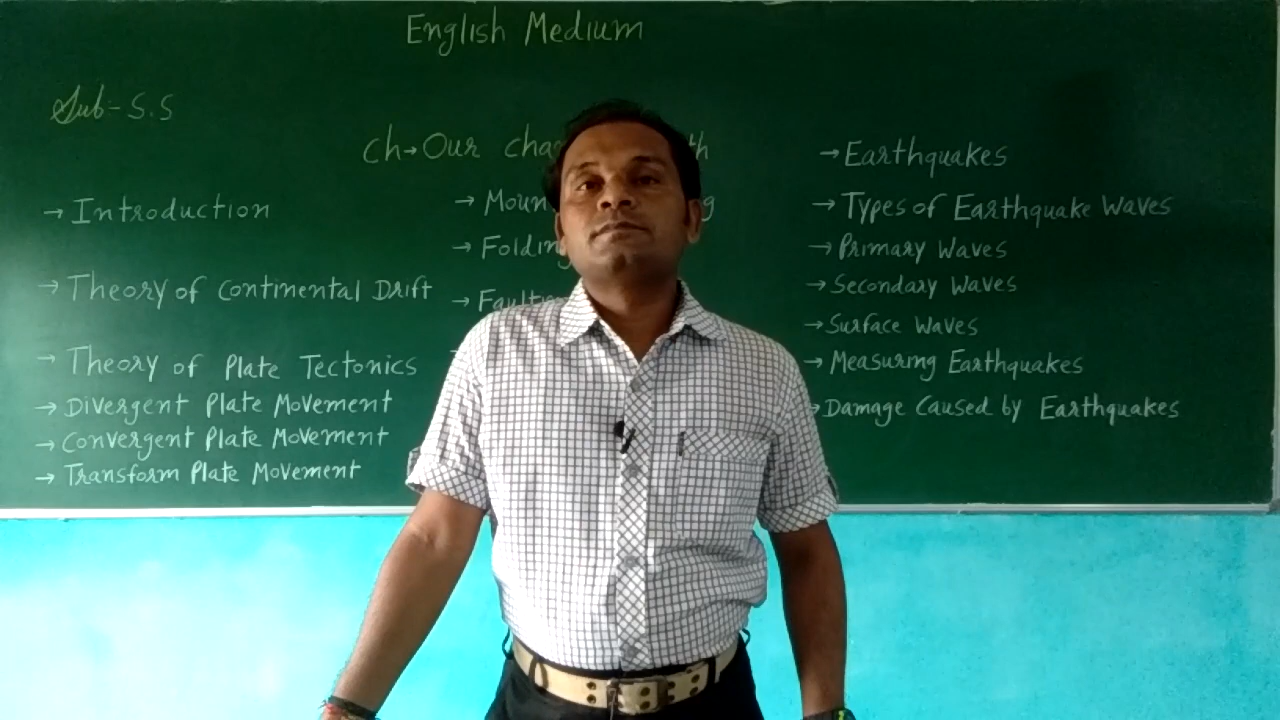 English Medium
Sub- S.S
ch→Our
→ Introduction
→ Theory of Continental Drift
→ Theory of Plate Tectonics
→ Divergent Plate Movement
→ Convergent Plate Movement
→ Transform Plate Movement
→
→
→
→ Earthquakes
→ Types of Earthquake Waves
→ Primary Waves
→ Secondary Waves
→ Surface Waves
→ Measuring Earthquakes
→ Damage Caused by Earthquakes